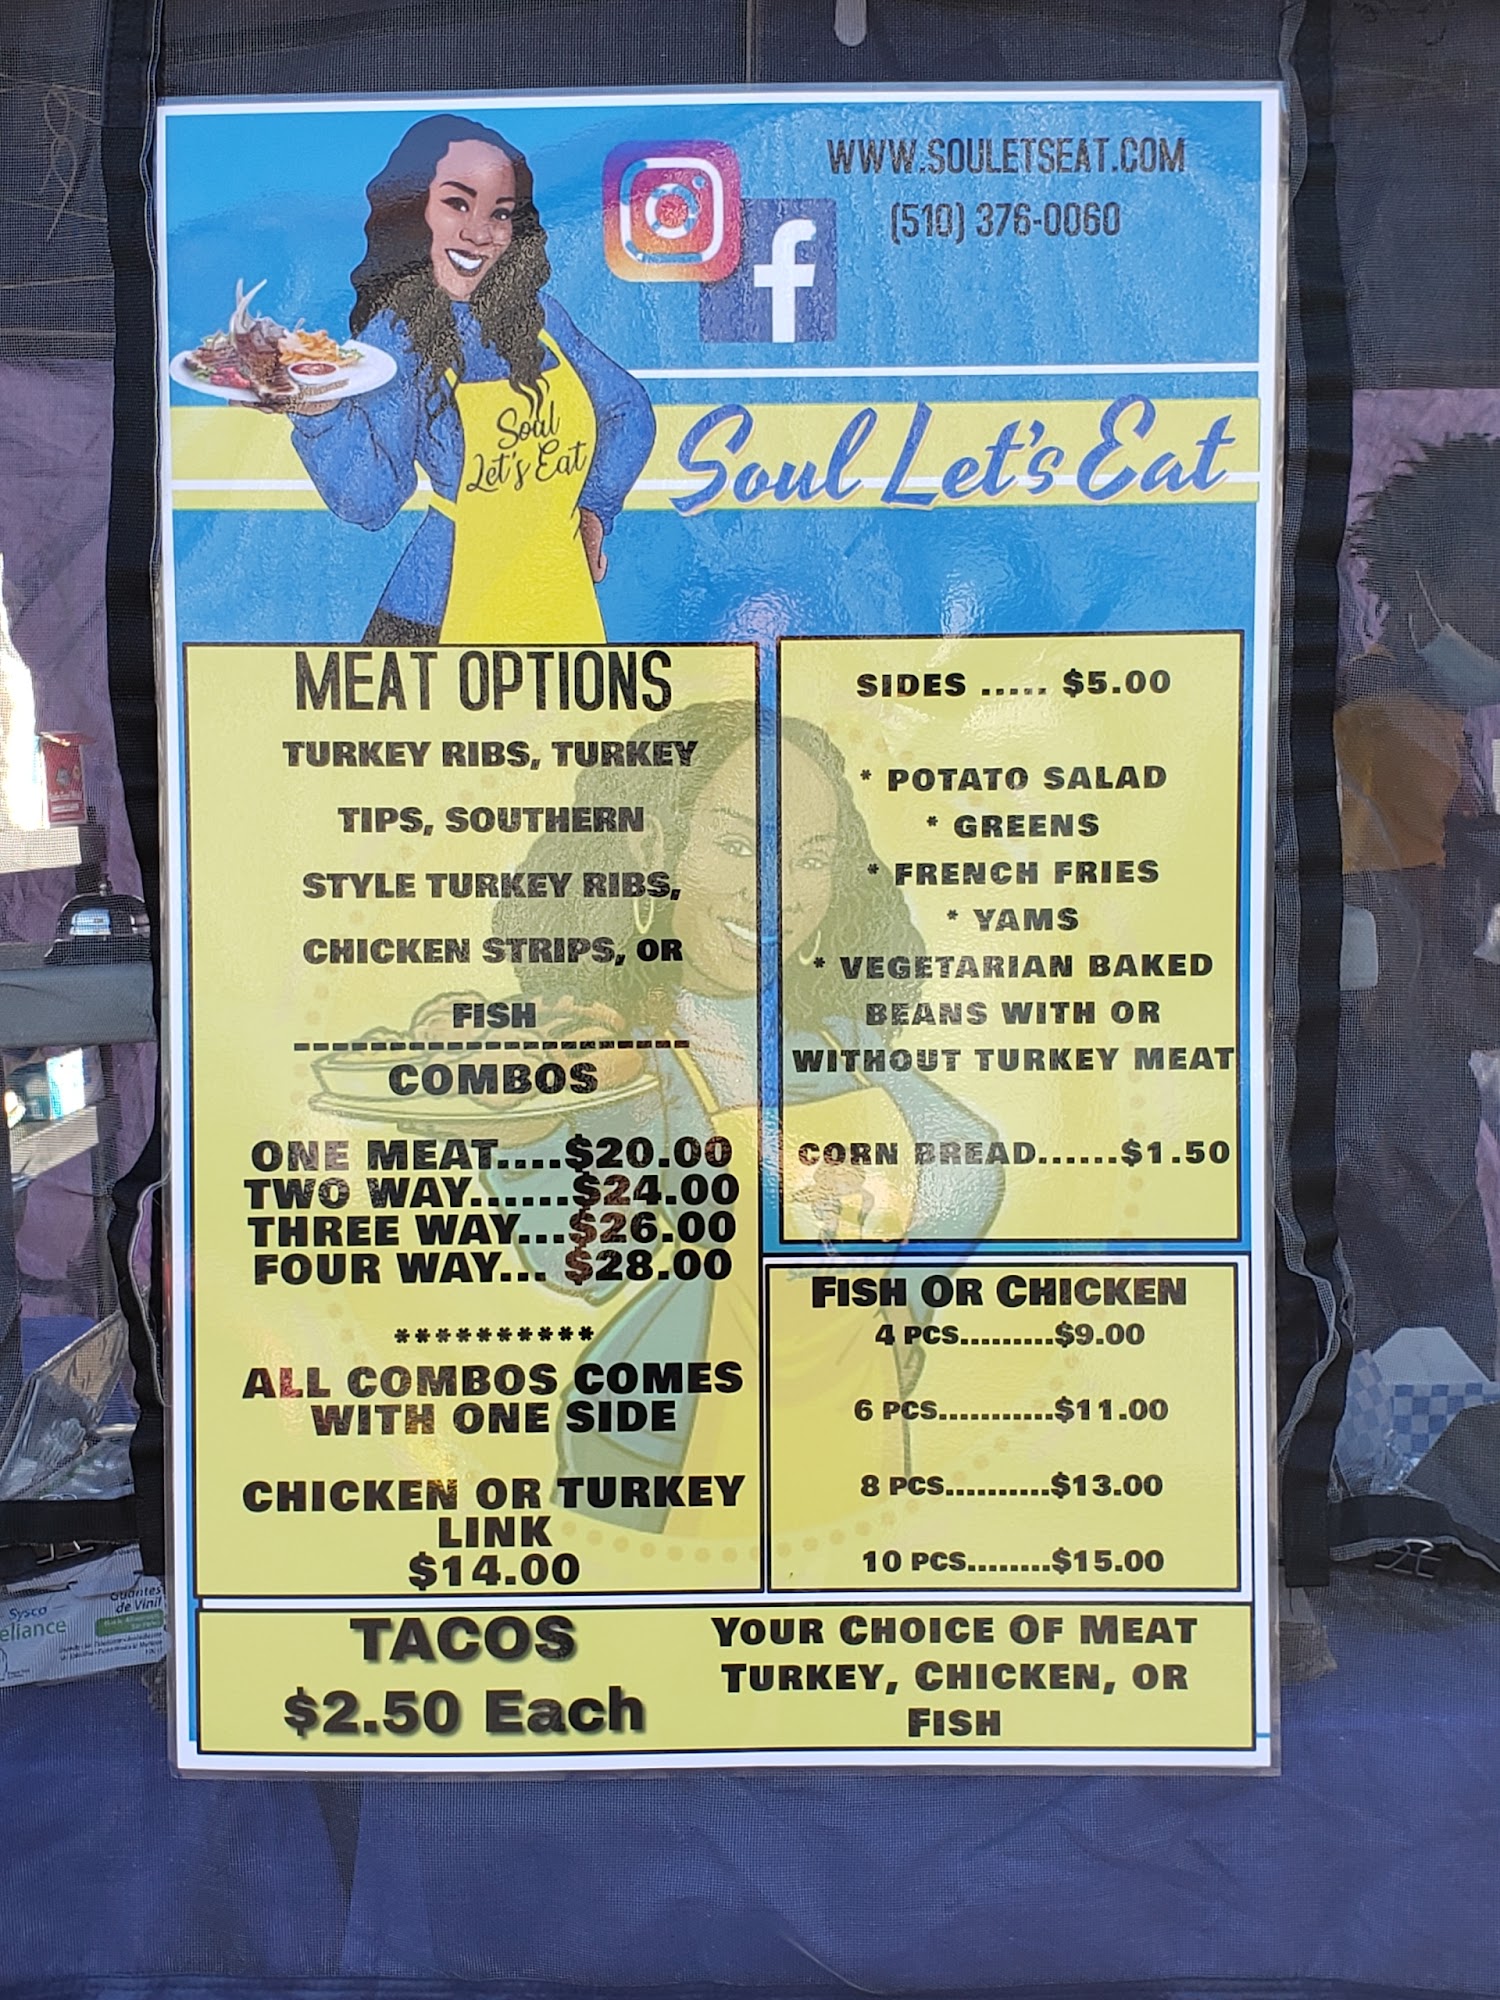 WWW.SOULETSEAT.COM
(510) 376-0060
Soul
Let's Eat
Soul Let's Eat
MEAT OPTIONS
TURKEY RIBS, TURKEY
TIPS, SOUTHERN
STYLE TURKEY RIBS,
CHICKEN STRIPS, OR
FISH
--------------------
COMBOS
ONE MEAT....$20.00
TWO WAY......$24.00
THREE WAY...$26.00
FOUR WAY... $28.00
**********
ALL COMBOS COMES
WITH ONE SIDE
CHICKEN OR TURKEY
LINK
$14.00
SIDES ..... $5.00
* POTATO SALAD
* GREENS
* FRENCH FRIES
* YAMS
* VEGETARIAN BAKED
BEANS WITH OR
WITHOUT TURKEY MEAT
CORN BREAD......$1.50
FISH OR CHICKEN
4 PCS.........$9.00
6 PCS...........$11.00
8 PCS..........$13.00
10 PCS........$15.00
TACOS
$2.50 Each
YOUR CHOICE OF MEAT
TURKEY, CHICKEN, OR
FISH
Sysco
eliance
Guantes
de Vinil